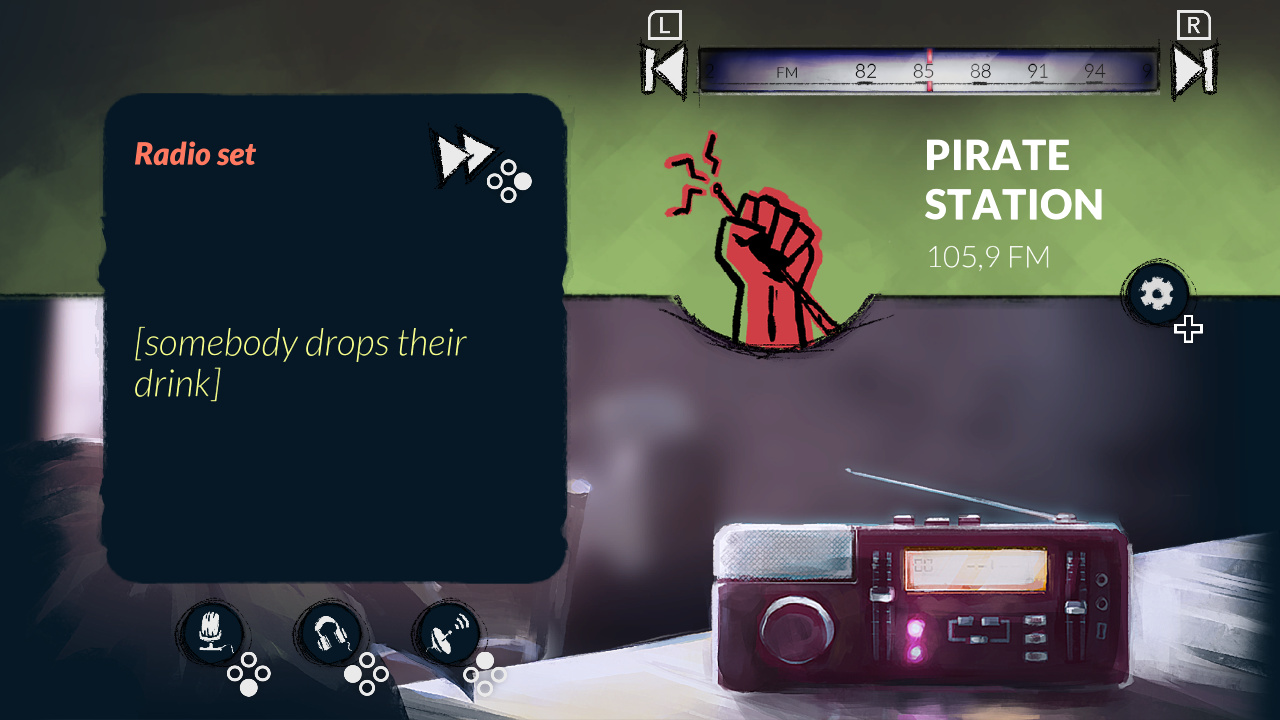 L
R
FM 82 85 88 91 94
Radio set
PIRATE
STATION
105,9 FM
[somebody drops their
drink]